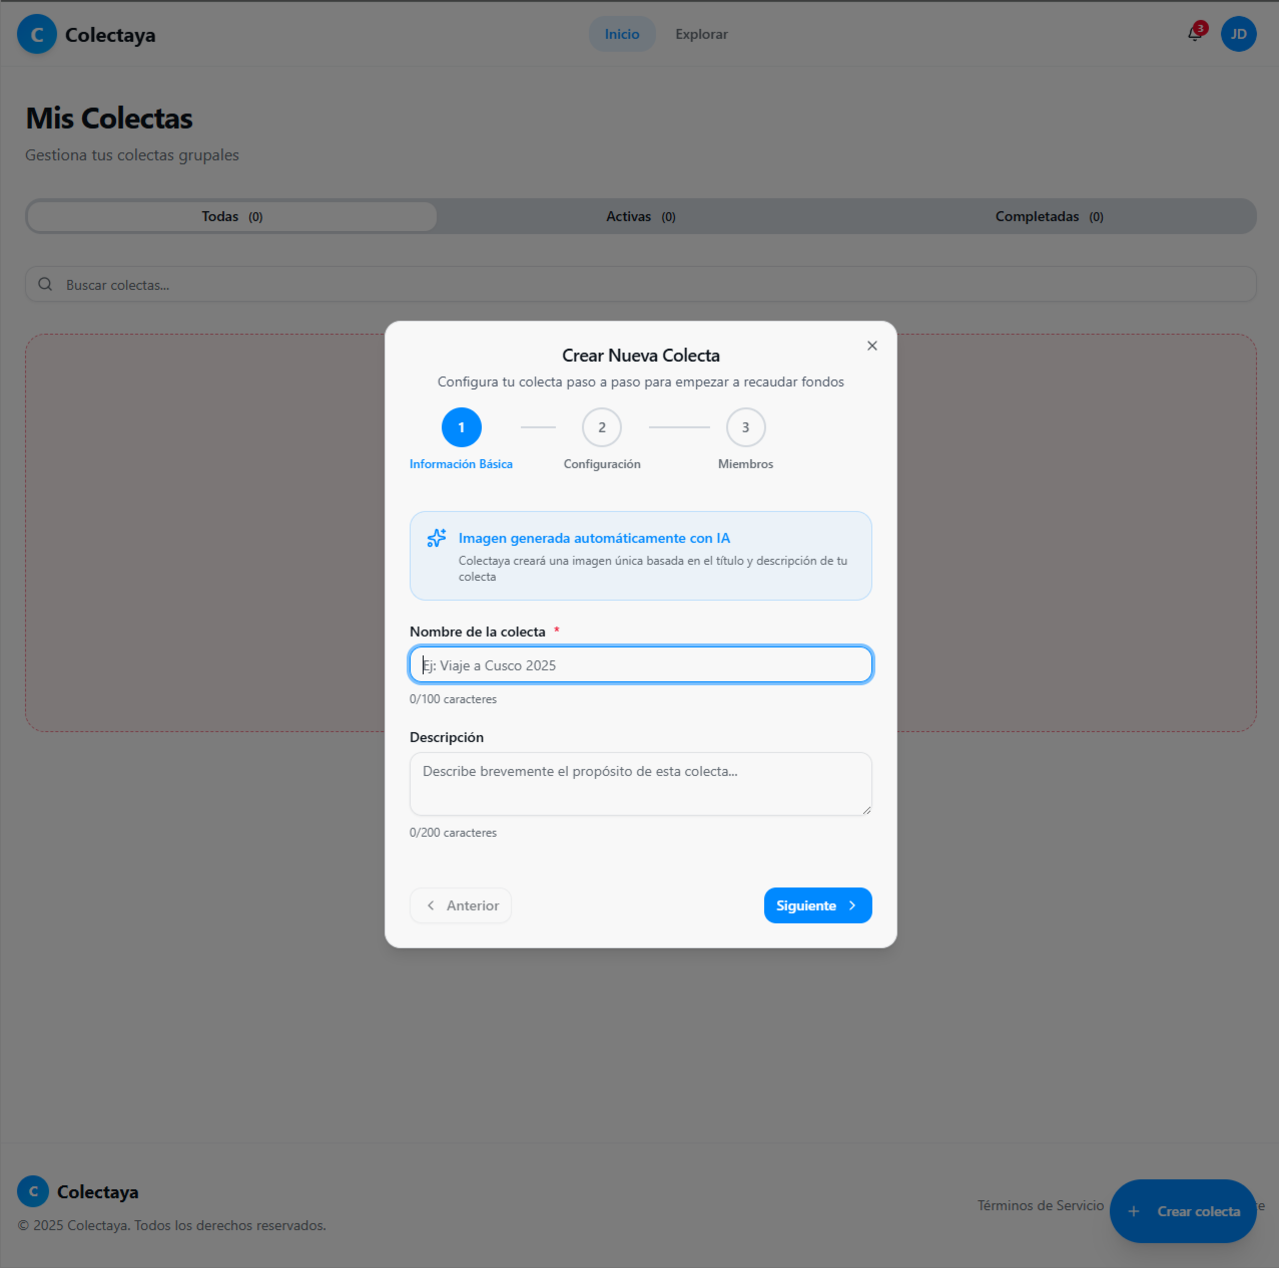 C Colectaya
Inicio Explorar
3
JD
Mis Colectas
Gestiona tus colectas grupales
Todas (0) Activas (0) Completadas (0)
Buscar colectas...
Crear Nueva Colecta
Configura tu colecta paso a paso para empezar a recaudar fondos
1 2 3
Información Básica Configuración Miembros
Imagen generada automáticamente con IA
Colectaya creará una imagen única basada en el título y descripción de tu
colecta
Nombre de la colecta *
Ej: Viaje a Cusco 2025
0/100 caracteres
Descripción
Describe brevemente el propósito de esta colecta...
0/200 caracteres
Anterior Siguiente
C Colectaya
© 2025 Colectaya. Todos los derechos reservados.
Términos de Servicio
+ Crear colecta